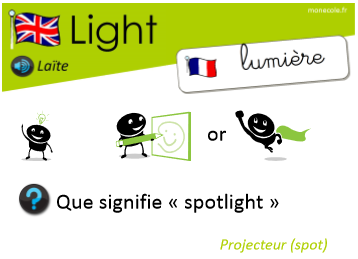 monecole.fr
Light
Laïte
lumière
or
Que signifie « spotlight »
Projecteur (spot)